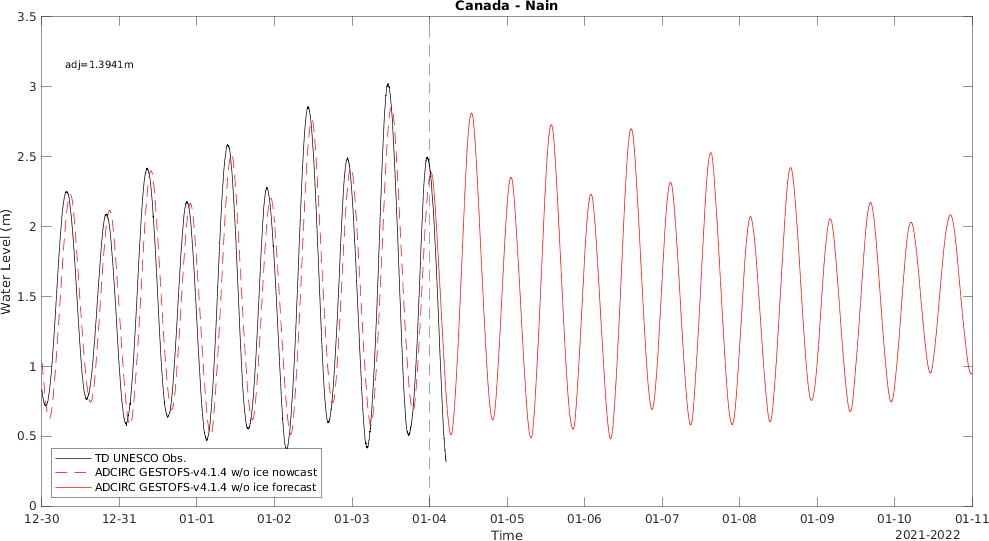 Canada - Nain
adj=1.3941m
Water Level (m)
3.5
3
2.5
2
1.5
1
0.5
0
TD UNESCO Obs.
ADCIRC GESTOFS-v4.1.4 w/o ice nowcast
ADCIRC GESTOFS-v4.1.4 w/o ice forecast
12-30 12-31 01-01 01-02 01-03 01-04 01-05 01-06 01-07 01-08 01-09 01-10 01-11
Time
2021-2022